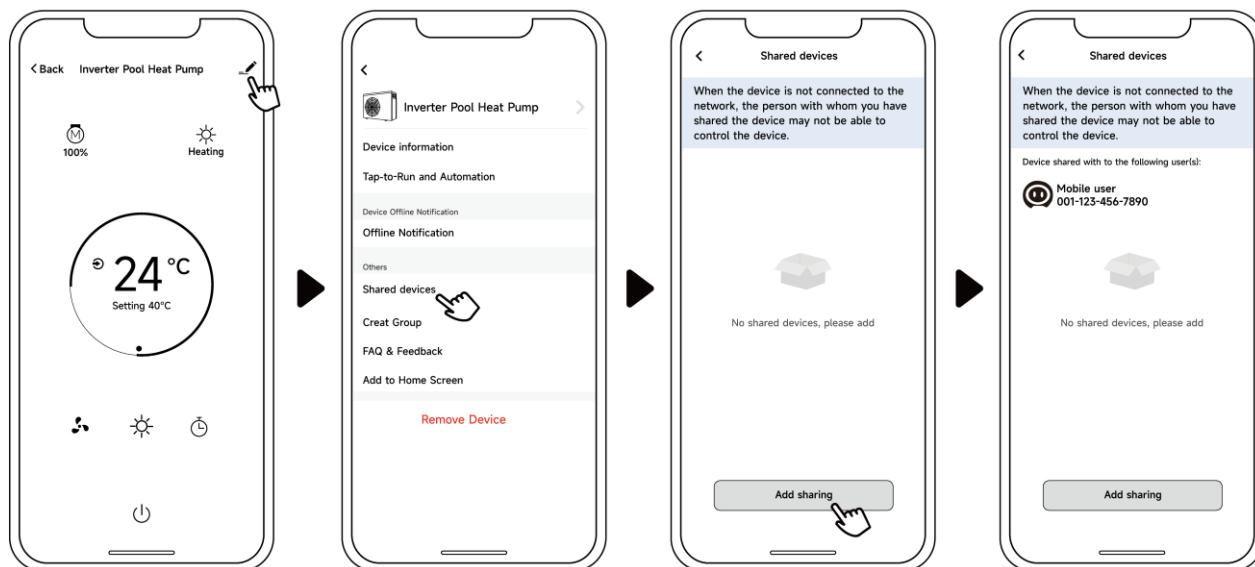 < Back Inverter Pool Heat Pump
M
100%
Heating
24 °C
Setting 40°C
Inverter Pool Heat Pump
Device information
Tap-to-Run and Automation
Device Offline Notification
Offline Notification
Others
Shared devices
Creat Group
FAQ & Feedback
Add to Home Screen
Remove Device
Shared devices
When the device is not connected to the
network, the person with whom you have
shared the device may not be able to
control the device.
No shared devices, please add
Add sharing
Shared devices
When the device is not connected to the
network, the person with whom you have
shared the device may not be able to
control the device.
Device shared with to the following user(s):
Mobile user
001-123-456-7890
No shared devices, please add
Add sharing